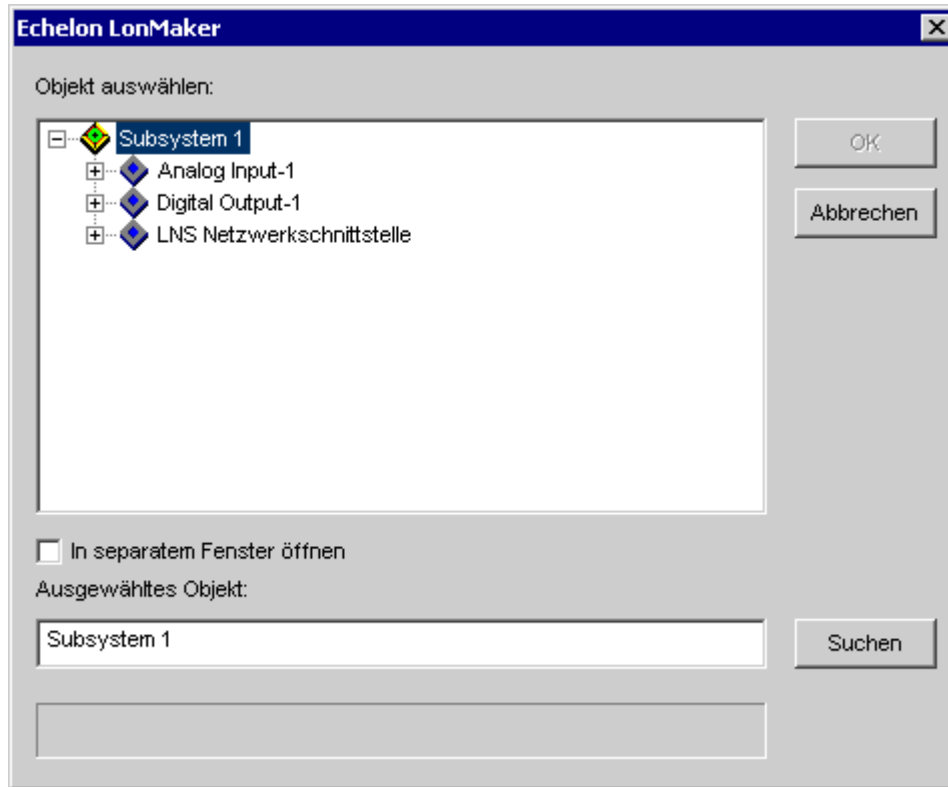 Echelon LonMaker
Objekt auswählen:
Subsystem 1
OK
Analog Input-1
Digital Output-1
Abbrechen
LNS Netzwerkschnittstelle
In separatem Fenster öffnen
Ausgewähltes Objekt:
Subsystem 1
Suchen